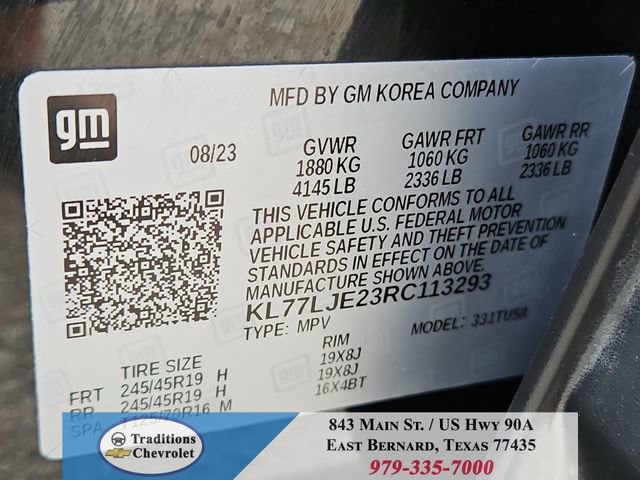 gm
MFD BY GM KOREA COMPANY
08/23
GVWR GAWR FRT GAWR RR
1880 KG 1060 KG 1060 KG
4145 LB 2336 LB 2336 LB
THIS VEHICLE CONFORMS TO ALL
APPLICABLE U.S. FEDERAL MOTOR
VEHICLE SAFETY AND THEFT PREVENTION
STANDARDS IN EFFECT ON THE DATE OF
MANUFACTURE SHOWN ABOVE.
KL77LJE23RC113293
TYPE: MPV MODEL: 331TU58
TIRE SIZE RIM
FRT 245/45R19 H 19X8J
RR 245/45R19 H 19X8J
SPA T125/70R16 M 16X4BT
Traditions
Chevrolet
843 Main St. / US Hwy 90A
East Bernard, Texas 77435
979-335-7000